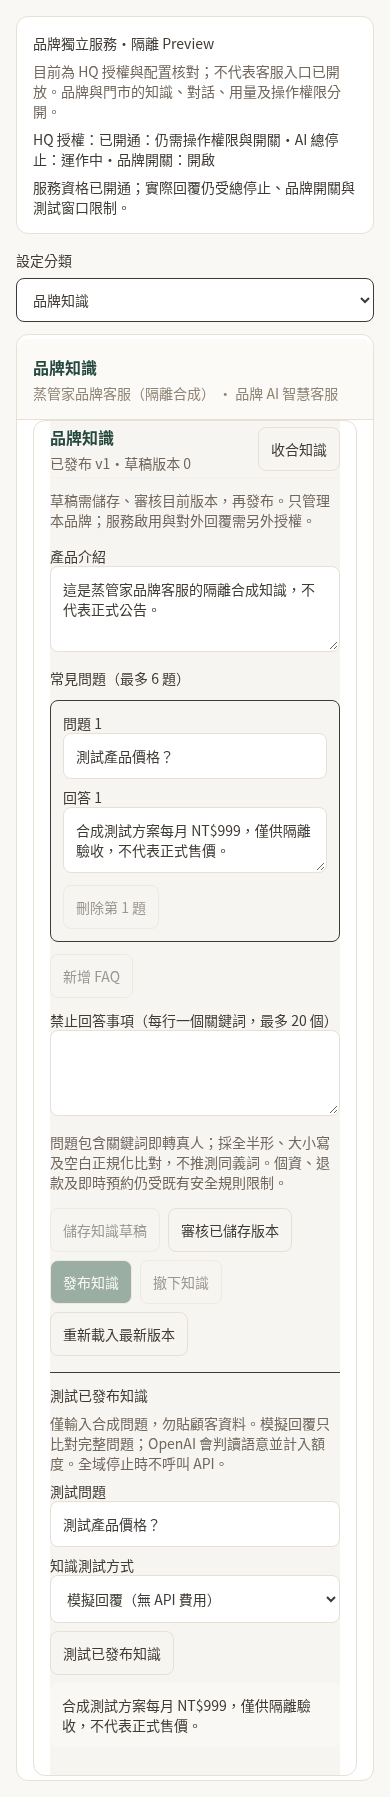 品牌獨立服務・隔離 Preview
目前為 HQ 授權與配置核對；不代表客服入口已開
放。品牌與門市的知識、對話、用量及操作權限分
開。
HQ 授權：已開通：仍需操作權限與開關・AI 總停
止：運作中・品牌開關：開啟
服務資格已開通；實際回覆仍受總停止、品牌開關與
測試窗口限制。
設定分類
品牌知識
品牌知識
蒸管家品牌客服（隔離合成） ・ 品牌 AI 智慧客服
品牌知識
已發布 v1・草稿版本 0
收合知識
草稿需儲存、審核目前版本，再發布。只管理
本品牌；服務啟用與對外回覆需另外授權。
產品介紹
這是蒸管家品牌客服的隔離合成知識，不
代表正式公告。
常見問題（最多 6 題）
問題 1
測試產品價格？
回答 1
合成測試方案每月 NT$999，僅供隔離
驗收，不代表正式售價。
刪除第 1 題
新增 FAQ
禁止回答事項（每行一個關鍵詞，最多 20 個）
問題包含關鍵詞即轉真人；採全半形、大小寫
及空白正規化比對，不推測同義詞。個資、退
款及即時預約仍受既有安全規則限制。
儲存知識草稿
審核已儲存版本
發布知識
撤下知識
重新載入最新版本
測試已發布知識
僅輸入合成問題，勿貼顧客資料。模擬回覆只
比對完整問題；OpenAI 會判讀語意並計入額
度。全域停止時不呼叫 API。
測試問題
測試產品價格？
知識測試方式
模擬回覆（無 API 費用）
測試已發布知識
合成測試方案每月 NT$999，僅供隔離驗
收，不代表正式售價。